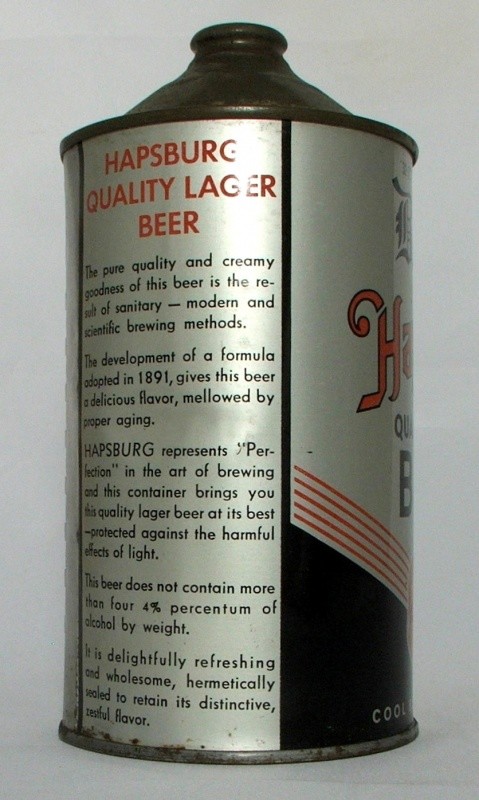 HAPSBURG
QUALITY LAGER
BEER
The pure quality and creamy
goodness of this beer is the re-
sult of sanitary — modern and
scientific brewing methods.
The development of a formula
adopted in 1891, gives this beer
a delicious flavor, mellowed by
proper aging.
HAPSBURG represents "Per-
fection" in the art of brewing
and this container brings you
this quality lager beer at its best
—protected against the harmful
effects of light.
This beer does not contain more
than four 4% percentum of
alcohol by weight.
It is delightfully refreshing
and wholesome, hermetically
sealed to retain its distinctive,
zestful flavor.
Ha
QU
B
COOL